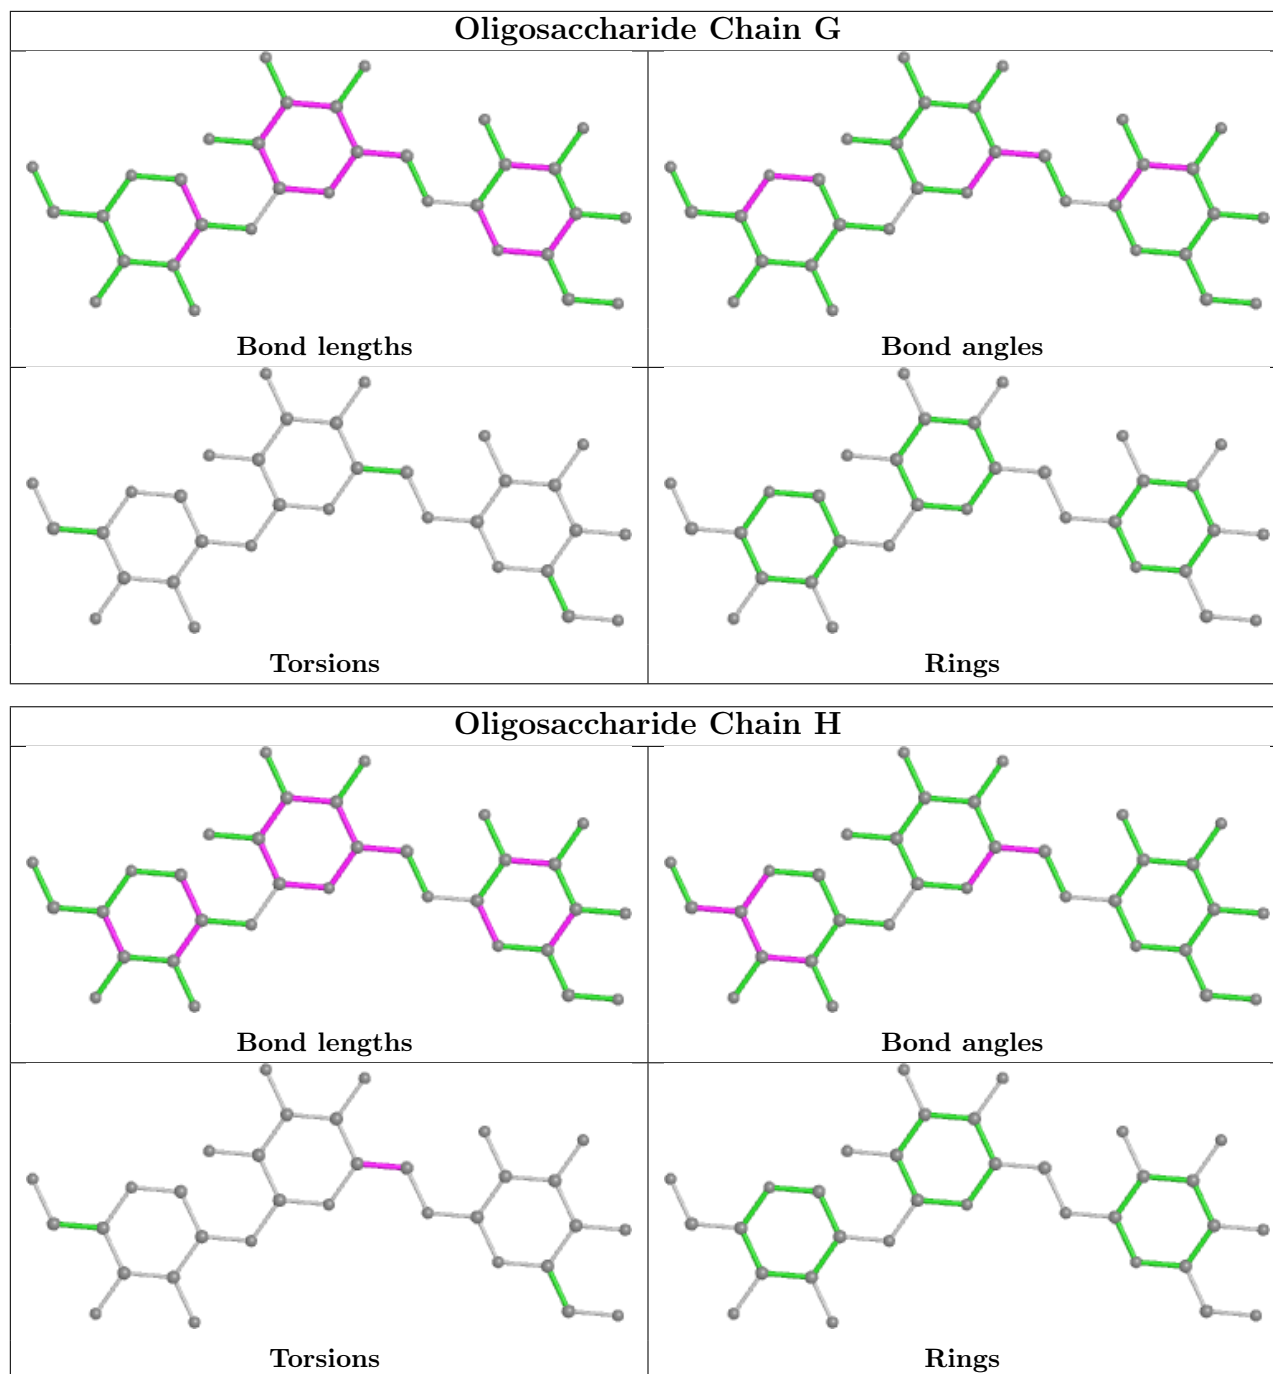 Oligosaccharide Chain G
Bond lengths
Bond angles
Torsions
Rings
Oligosaccharide Chain H
Bond lengths
Bond angles
Torsions
Rings